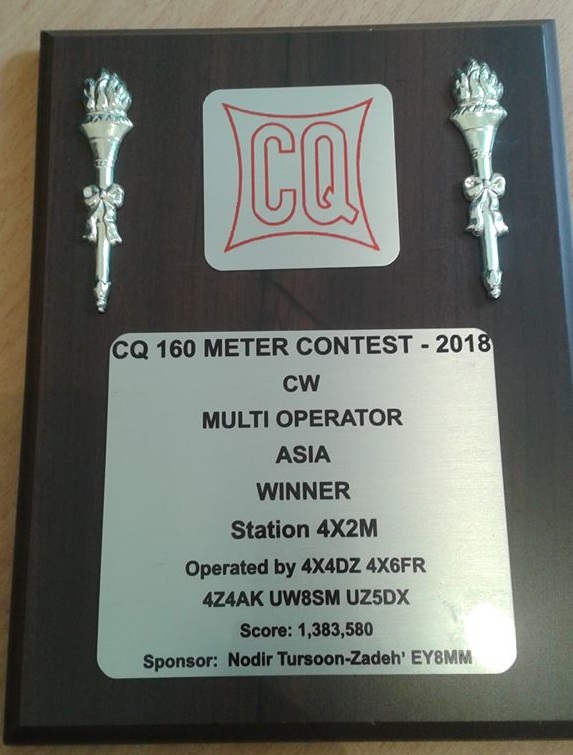 CQ
CQ 160 METER CONTEST - 2018
CW
MULTI OPERATOR
ASIA
WINNER
Station 4X2M
Operated by 4X4DZ 4X6FR
4Z4AK UW8SM UZ5DX
Score: 1,383,580
Sponsor: Nodir Tursoon-Zadeh' EY8MM